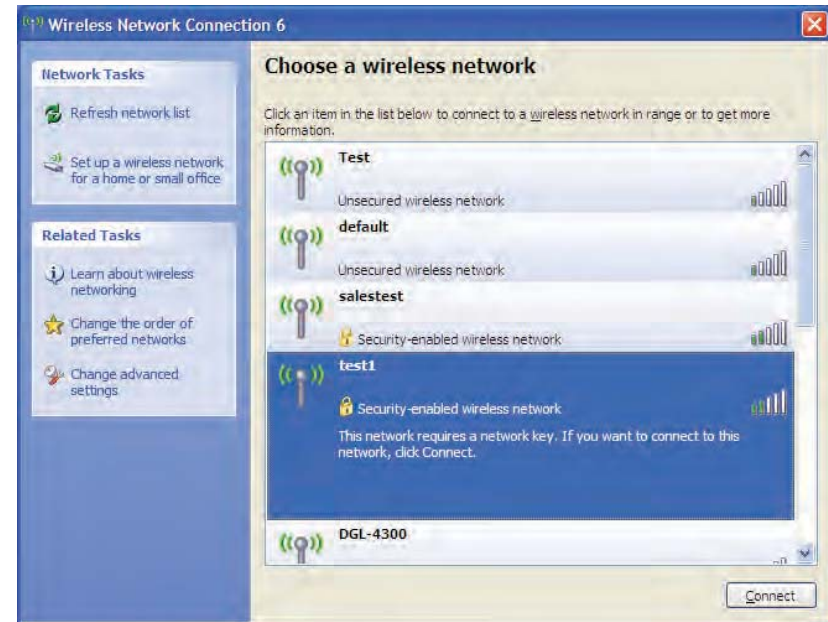 Wireless Network Connection 6
Network Tasks
Refresh network list
Set up a wireless network
for a home or small office
Related Tasks
Learn about wireless
networking
Change the order of
preferred networks
Change advanced
settings
Choose a wireless network
Click an item in the list below to connect to a wireless network in range or to get more
information.
Test
Unsecured wireless network
default
Unsecured wireless network
salestest
Security-enabled wireless network
test1
Security-enabled wireless network
This network requires a network key. If you want to connect to this
network, click Connect.
DGL-4300
Connect